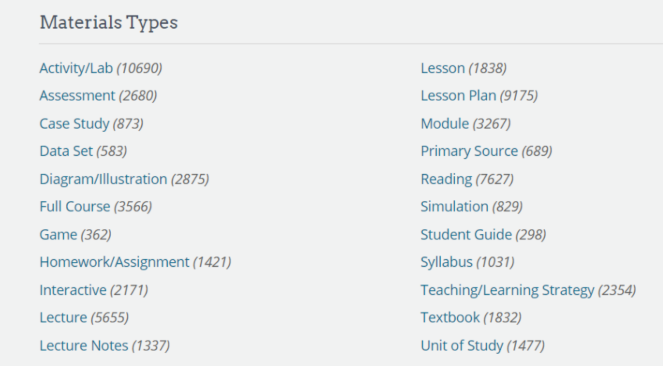 Materials Types
Activity/Lab (10690)
Assessment (2680)
Case Study (873)
Data Set (583)
Diagram/Illustration (2875)
Full Course (3566)
Game (362)
Homework/Assignment (1421)
Interactive (2171)
Lecture (5655)
Lecture Notes (1337)
Lesson (1838)
Lesson Plan (9175)
Module (3267)
Primary Source (689)
Reading (7627)
Simulation (829)
Student Guide (298)
Syllabus (1031)
Teaching/Learning Strategy (2354)
Textbook (1832)
Unit of Study (1477)